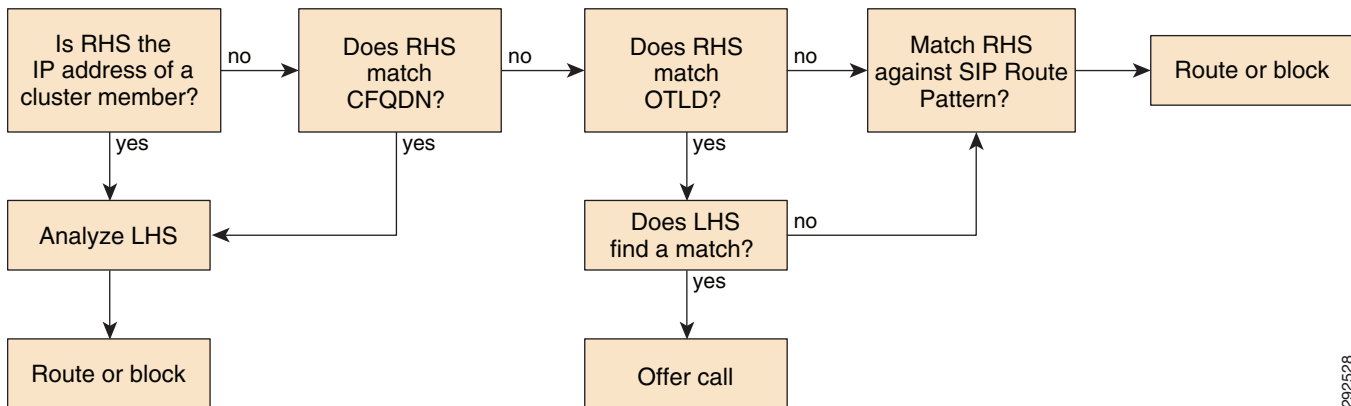 Is RHS the
IP address of a
cluster member?
no
Does RHS
match
CFQDN?
no
Does RHS
match
OTLD?
no
Match RHS
against SIP Route
Pattern?
Route or block
yes
yes
yes
Analyze LHS
Does LHS
find a match?
no
yes
Route or block
Offer call
292528